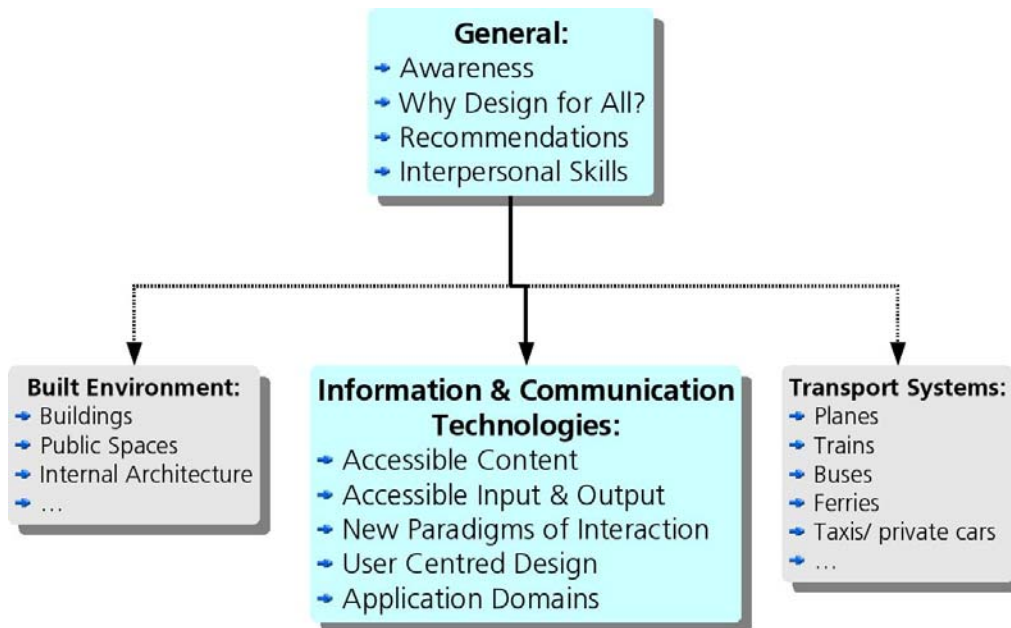 General:
Awareness
Why Design for All?
Recommendations
Interpersonal Skills
Built Environment:
Buildings
Public Spaces
Internal Architecture
...
Information & Communication
Technologies:
Accessible Content
Accessible Input & Output
New Paradigms of Interaction
User Centred Design
Application Domains
Transport Systems:
Planes
Trains
Buses
Ferries
Taxis/ private cars
...